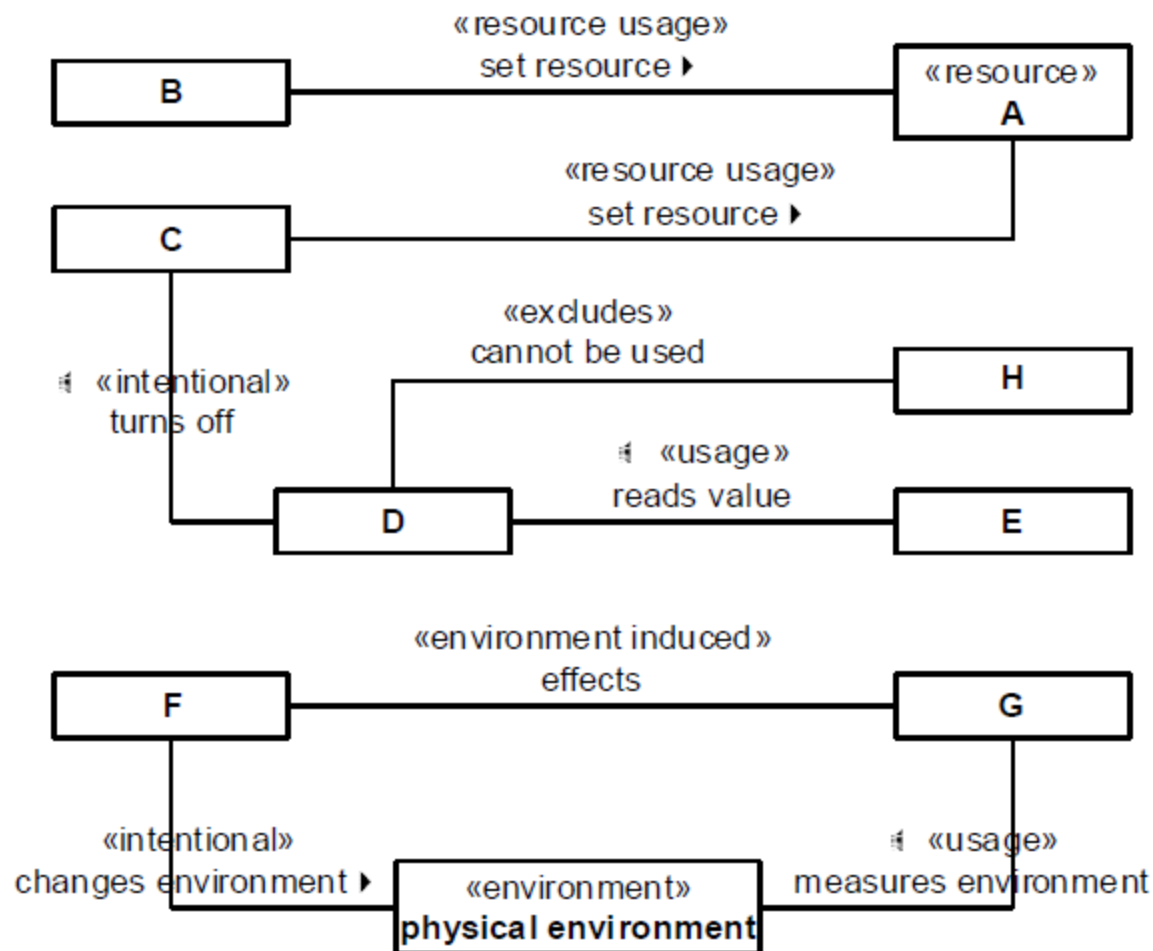 «resource usage»
set resource
B
«resource»
A
«resource usage»
set resource
C
«excludes»
cannot be used
«intentional»
turns off
H
«usage»
reads value
D
E
«environment induced»
effects
F
G
«intentional»
changes environment
«usage»
measures environment
«environment»
physical environment